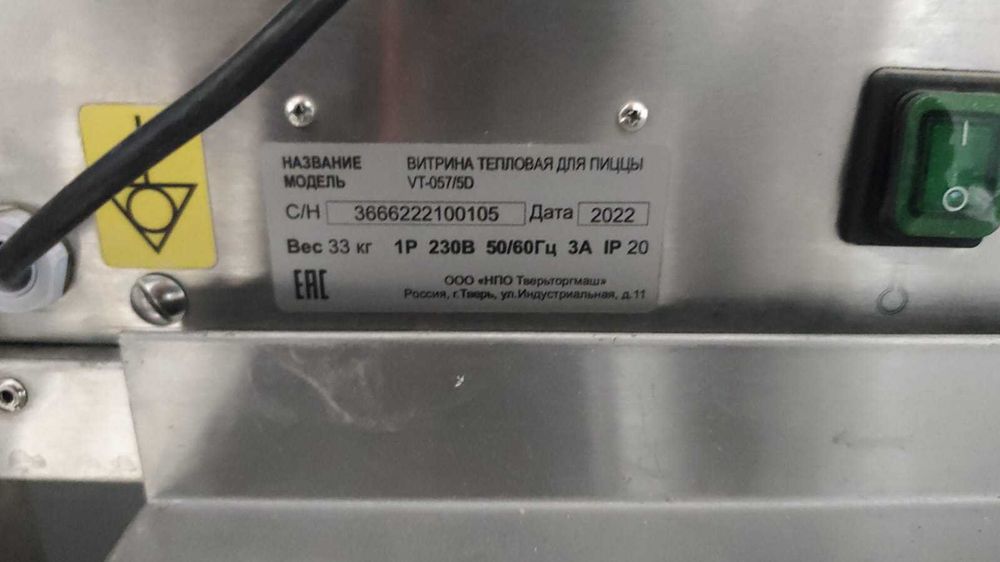 НАЗВАНИЕ ВИТРИНА ТЕПЛОВАЯ ДЛЯ ПИЦЦЫ
МОДЕЛЬ VT-057/5D
С/Н 3666222100105 Дата 2022
Вес 33 кг 1Р 230В 50/60Гц 3А IP 20
ЕАС ООО «НПО Тверьторгмаш»
Россия, г.Тверь, ул.Индустриальная, д.11